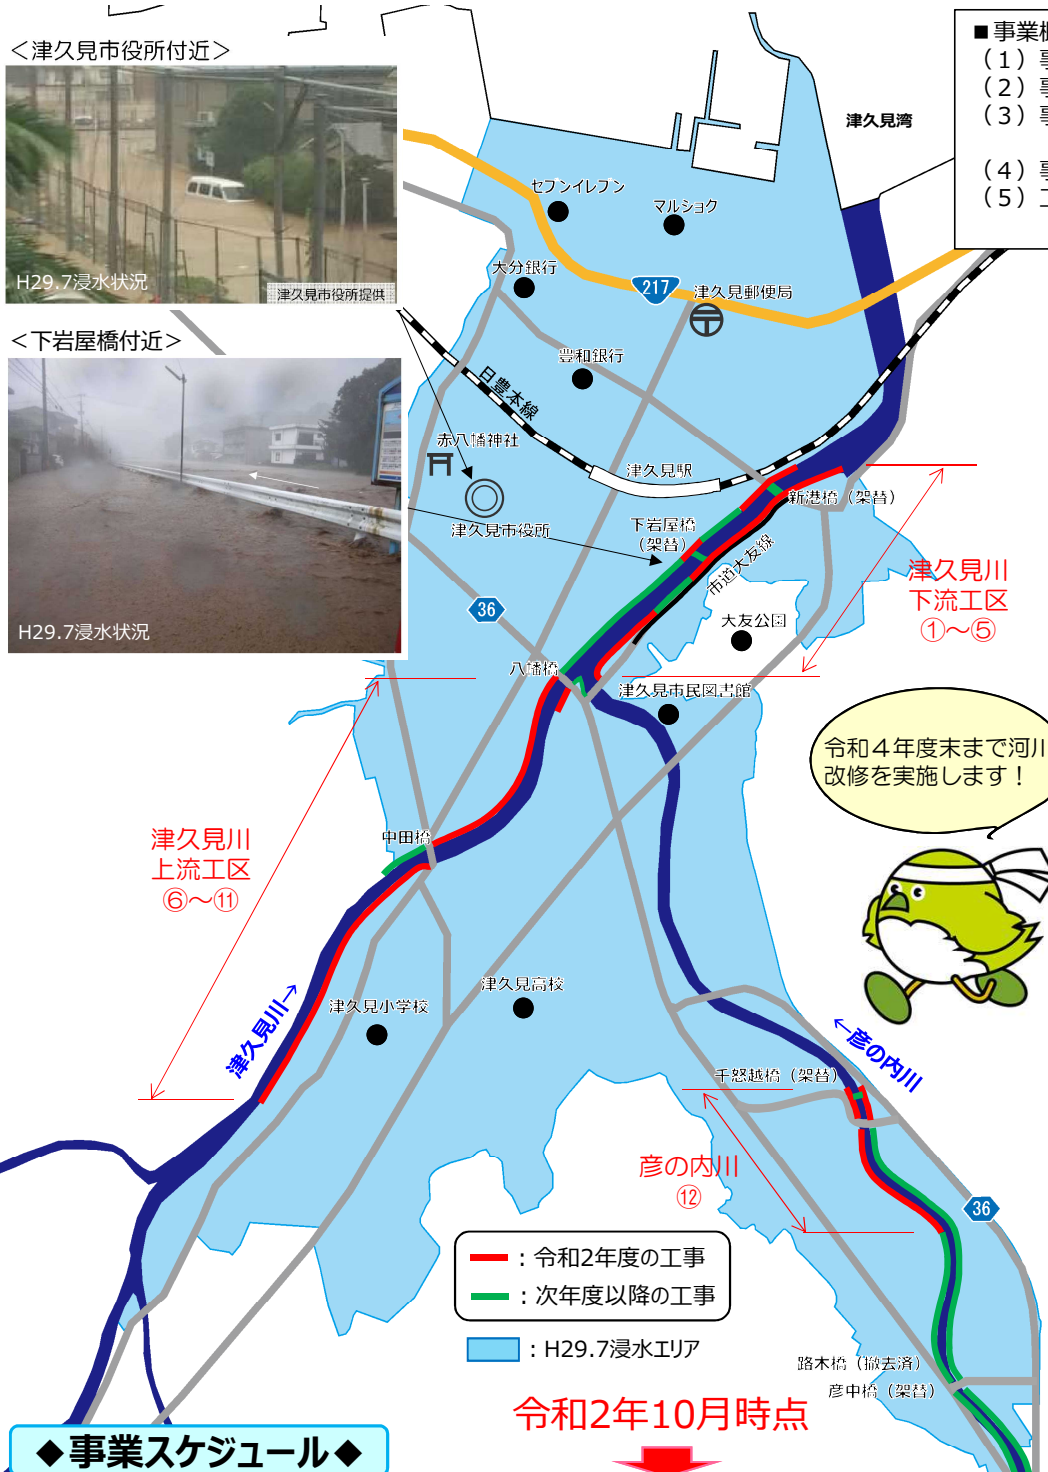 ＜津久見市役所付近＞
H29.7浸水状況
津久見市役所提供
＜下岩屋橋付近＞
H29.7浸水状況
■事業概
（1）事
（2）事
（3）事
（4）事
（5）工
津久見湾
セブンイレブン
マルショク
大分銀行
217
津久見郵便局
豊和銀行
日豊本線
赤八幡神社
津久見駅
津久見市役所
新港橋（架替）
下岩屋橋
（架替）
市道大友線
津久見川
下流工区
①～⑤
36
大友公園
八幡橋
津久見市民図書館
令和４年度末まで河川
改修を実施します！
中田橋
津久見川
上流工区
⑥～⑪
津久見高校
津久見小学校
津久見川→
←彦の内川
千怒越橋（架替）
彦の内川
⑫
36
：令和2年度の工事
：次年度以降の工事
：H29.7浸水エリア
路木橋（撤去済）
彦中橋（架替）
令和2年10月時点
◆事業スケジュール◆